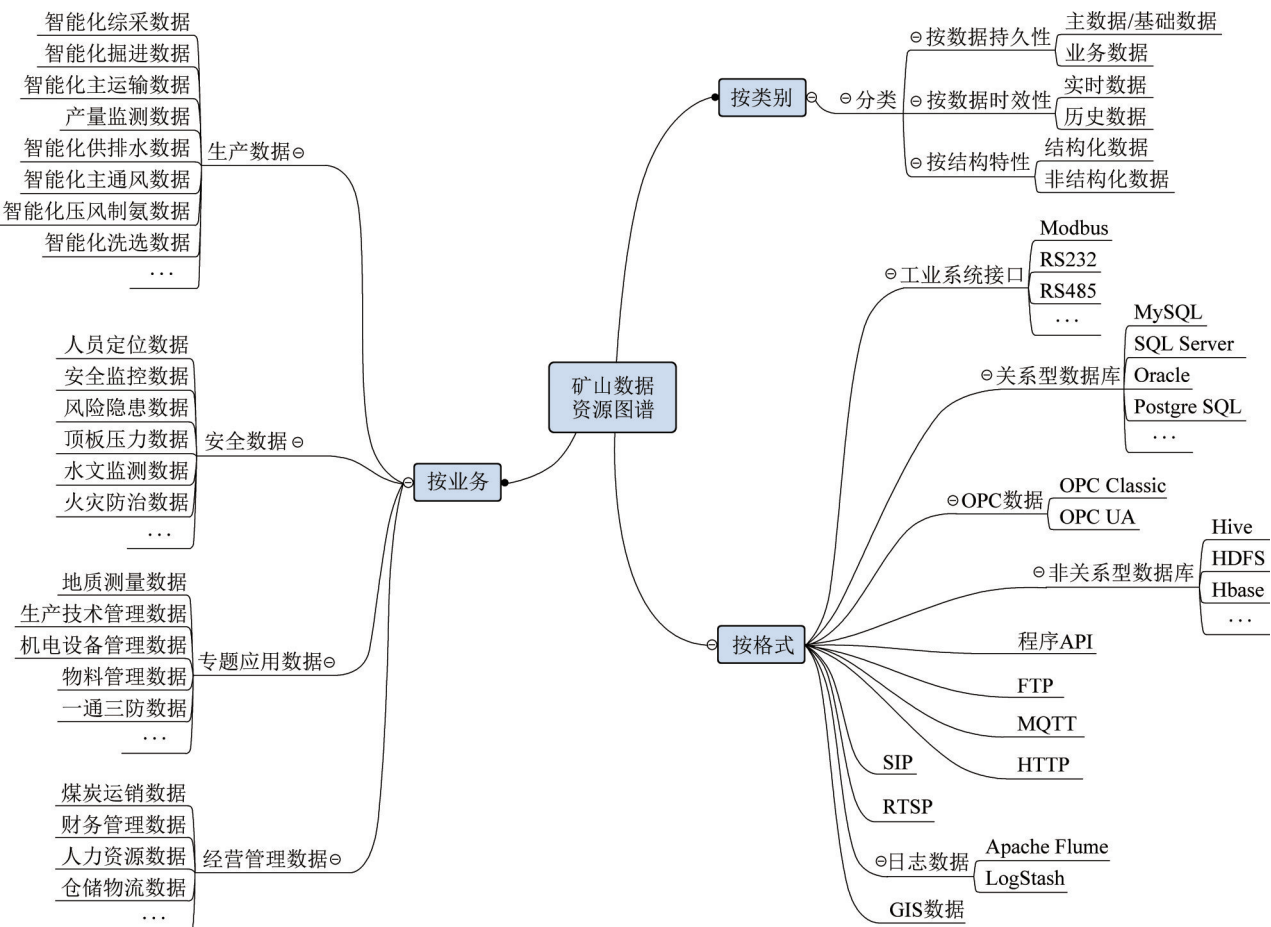 矿山数据
资源图谱
按类别
分类
按数据持久性
主数据/基础数据
业务数据
按数据时效性
实时数据
历史数据
按结构特性
结构化数据
非结构化数据
按业务
生产数据
智能化综采数据
智能化掘进数据
智能化主运输数据
产量监测数据
智能化供排水数据
智能化主通风数据
智能化压风制氨数据
智能化洗选数据
···
安全数据
人员定位数据
安全监控数据
风险隐患数据
顶板压力数据
水文监测数据
火灾防治数据
···
专题应用数据
地质测量数据
生产技术管理数据
机电设备管理数据
物料管理数据
一通三防数据
···
经营管理数据
煤炭运销数据
财务管理数据
人力资源数据
仓储物流数据
···
按格式
工业系统接口
Modbus
RS232
RS485
···
关系型数据库
MySQL
SQL Server
Oracle
Postgre SQL
···
OPC数据
OPC Classic
OPC UA
非关系型数据库
Hive
HDFS
Hbase
···
程序API
FTP
MQTT
HTTP
SIP
RTSP
日志数据
Apache Flume
LogStash
GIS数据